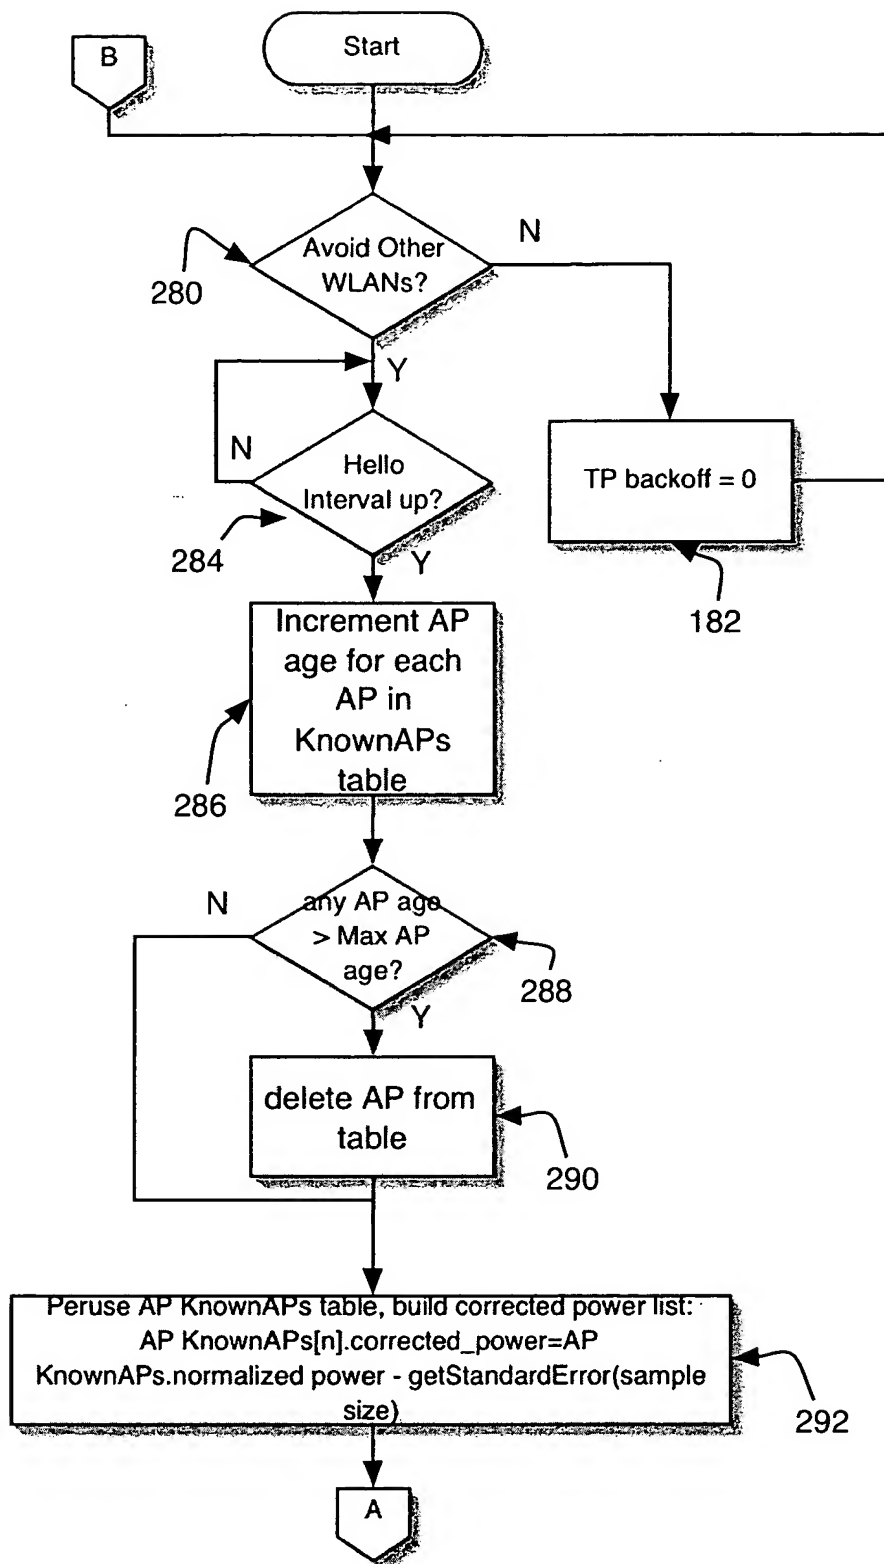 B
Start
Avoid Other
WLANs?
N
280
Y
N
Hello
Interval up?
TP backoff = 0
284
Y
182
Increment AP
age for each
AP in
KnownAPs
table
286
N
any AP age
> Max AP
age?
288
Y
delete AP from
table
290
Peruse AP KnownAPs table, build corrected power list:
AP KnownAPs[n].corrected_power=AP
KnownAPs.normalized power - getStandardError(sample
size)
292
A